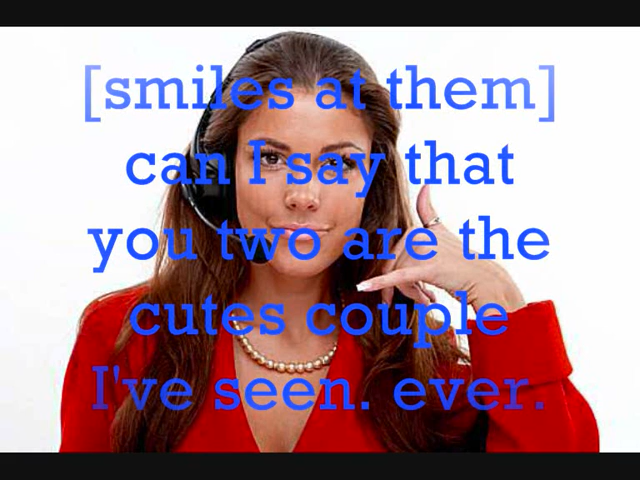 [smiles at them]
can I say that
you two are the
cutes couple
I've seen. ever.